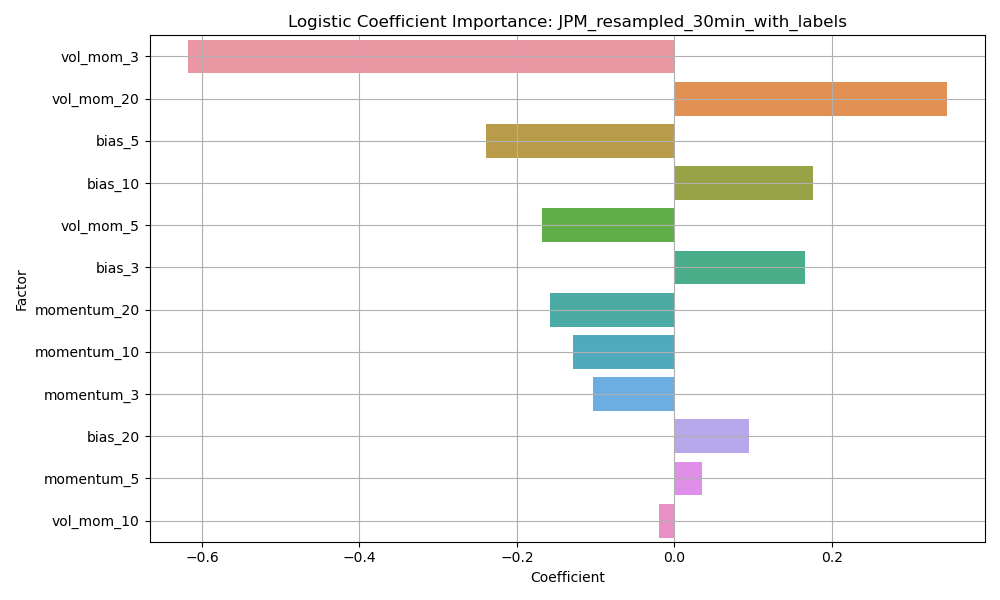 Logistic Coefficient Importance: JPM_resampled_30min_with_labels
vol_mom_3
vol_mom_20
bias_5
bias_10
vol_mom_5
bias_3
momentum_20
momentum_10
momentum_3
bias_20
momentum_5
vol_mom_10
Factor
−0.6
−0.4
−0.2
0.0
0.2
Coefficient